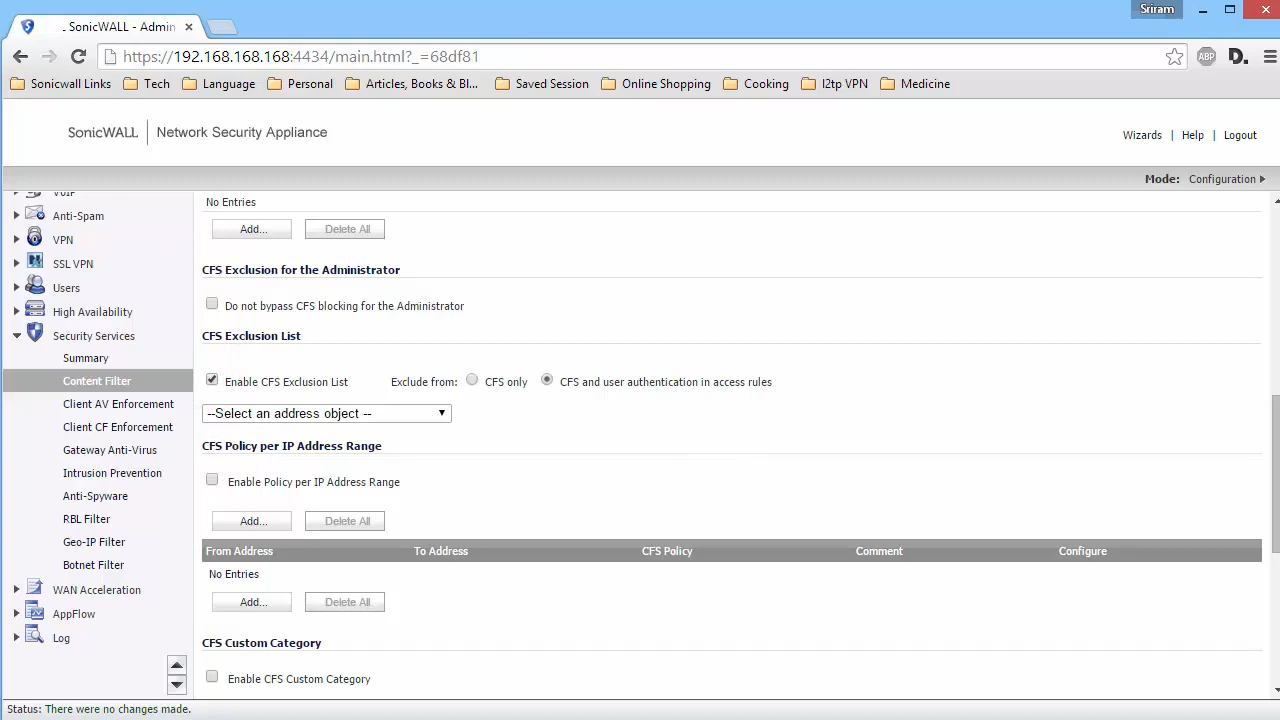 Sriram
. SonicWALL - Admin
https://192.168.168.168:4434/main.html?_=68df81
ABP
D.
Sonicwall Links
Tech
Language
Personal
Articles, Books & Bl...
Saved Session
Online Shopping
Cooking
l2tp VPN
Medicine
SonicWALL | Network Security Appliance
Wizards | Help | Logout
Mode: Configuration
VoIP
Anti-Spam
VPN
SSL VPN
Users
High Availability
Security Services
Summary
Content Filter
Client AV Enforcement
Client CF Enforcement
Gateway Anti-Virus
Intrusion Prevention
Anti-Spyware
RBL Filter
Geo-IP Filter
Botnet Filter
WAN Acceleration
AppFlow
Log
No Entries
Add... Delete All
CFS Exclusion for the Administrator
Do not bypass CFS blocking for the Administrator
CFS Exclusion List
Enable CFS Exclusion List Exclude from: CFS only CFS and user authentication in access rules
--Select an address object --
CFS Policy per IP Address Range
Enable Policy per IP Address Range
Add... Delete All
From Address To Address CFS Policy Comment Configure
No Entries
Add... Delete All
CFS Custom Category
Enable CFS Custom Category
Status: There were no changes made.